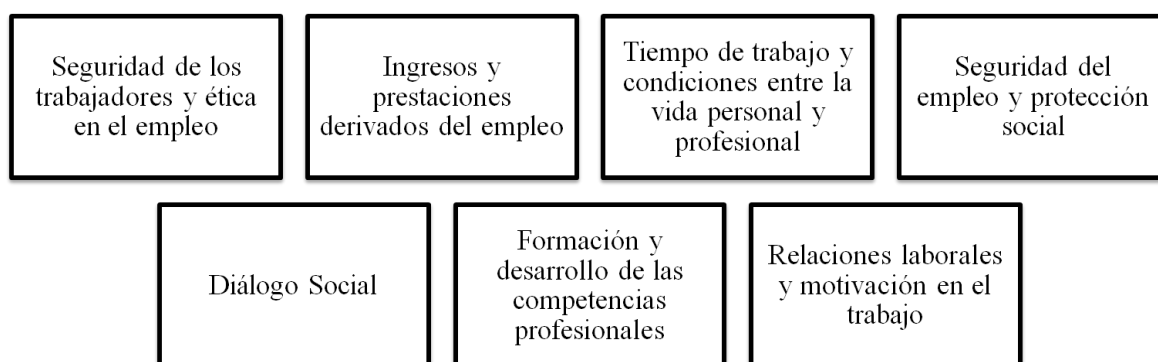 Seguridad de los
trabajadores y ética
en el empleo
Ingresos y
prestaciones
derivados del empleo
Tiempo de trabajo y
condiciones entre la
vida personal y
profesional
Seguridad del
empleo y protección
social
Diálogo Social
Formación y
desarrollo de las
competencias
profesionales
Relaciones laborales
y motivación en el
trabajo